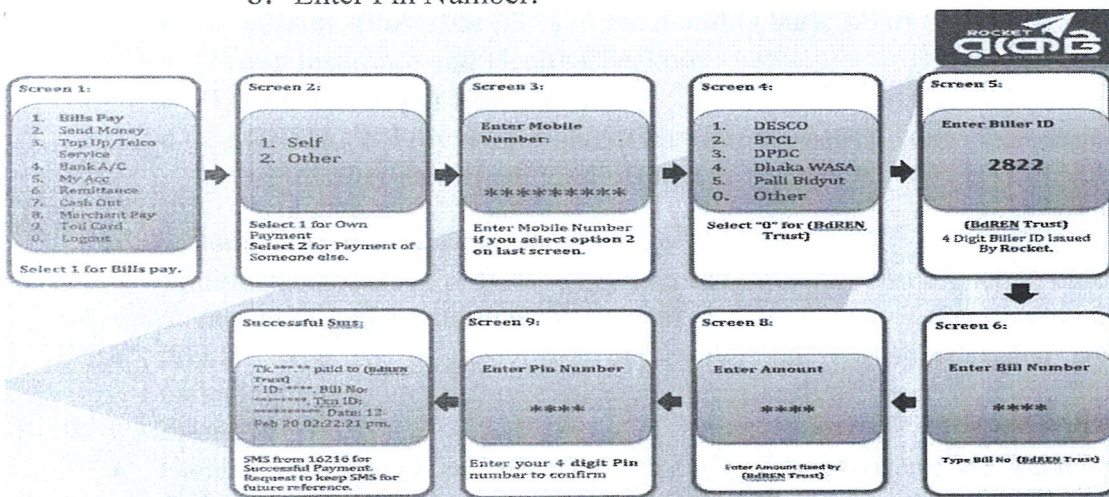 Enter Pin Number.
ROCKET
রকেট
Screen 1:
1. Bills Pay
2. Send Money
3. Top Up/Telco
Service
4. Bank A/C
5. My Acc
6. Remittance
7. Cash Out
8. Merchant Pay
9. Toll Card
0. Logout
Select 1 for Bills pay.
Screen 2:
1. Self
2. Other
Select 1 for Own
Payment
Select 2 for Payment of
Someone else.
Screen 3:
Enter Mobile
Number:
*********
Enter Mobile Number
if you select option 2
on last screen.
Screen 4:
1. DESCO
2. BTCL
3. DPDC
4. Dhaka WASA
5. Palli Bidyut
0. Other
Select "0" for (BdREN
Trust)
Screen 5:
Enter Biller ID
2822
(BdREN Trust)
4 Digit Biller ID issued
By Rocket.
Screen 6:
Enter Bill Number
****
Type Bill No (BdREN Trust)
Screen 8:
Enter Amount
****
Enter Amount fixed by
(BdREN Trust)
Screen 9:
Enter Pin Number
****
Enter your 4 digit Pin
number to confirm
Successful Sms:
Tk.***.** paid to (BdREN
Trust)
" ID: ****, Bill No:
********, Txn ID:
**********. Date: 12-
Feb 20 02:22:21 pm.
SMS from 16216 for
Successful Payment.
Request to keep SMS for
future reference.